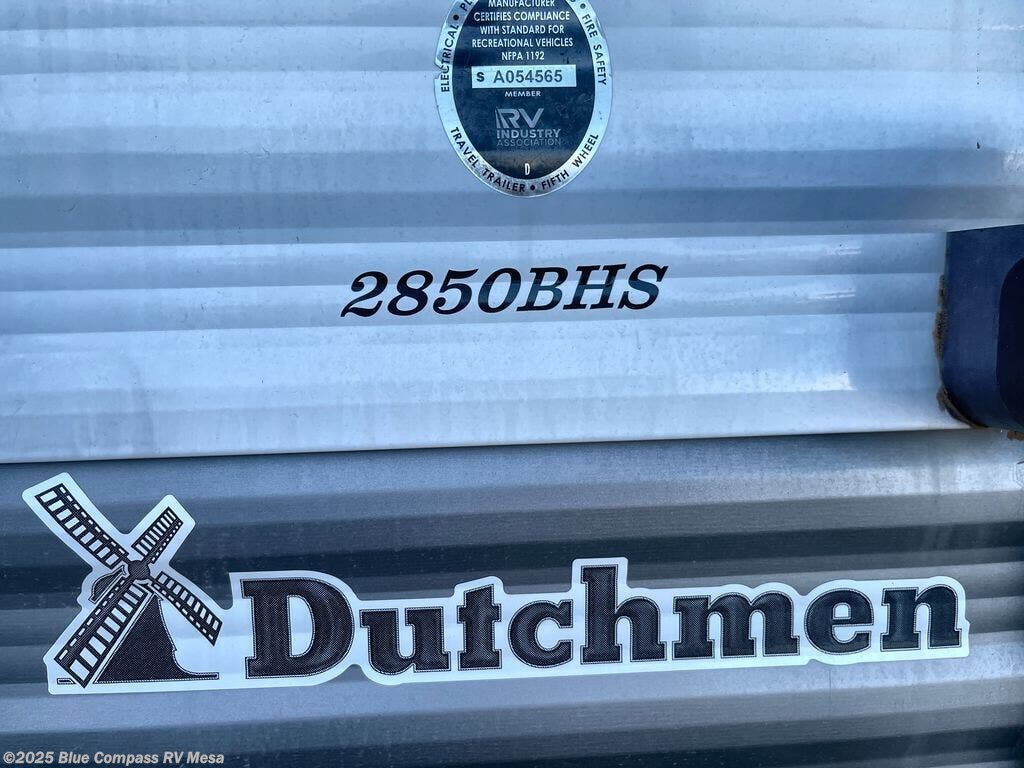 MANUFACTURER
CERTIFIES COMPLIANCE
WITH STANDARD FOR
RECREATIONAL VEHICLES
NFPA 1192
S A054565
MEMBER
RV
INDUSTRY
ASSOCIATION
D
ELECTRICAL •
• FIRE SAFETY
TRAVEL TRAILER • FIFTH WHEEL
2850BHS
Dutchmen
©2025 Blue Compass RV Mesa